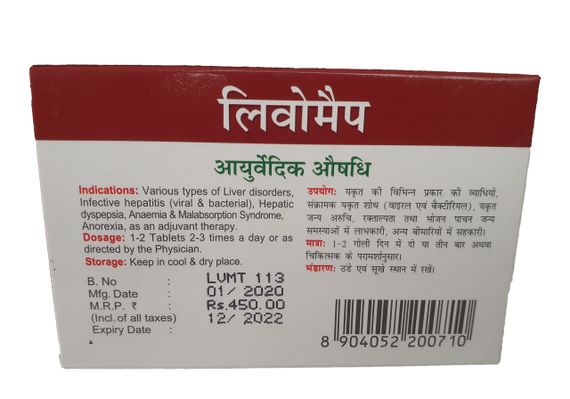 लिवोमैप
आयुर्वेदिक औषधि
Indications: Various types of Liver disorders,
Infective hepatitis (viral & bacterial), Hepatic
dyspepsia, Anaemia & Malabsorption Syndrome,
Anorexia, as an adjuvant therapy.
Dosage: 1-2 Tablets 2-3 times a day or as
directed by the Physician.
Storage: Keep in cool & dry place.
उपयोग: यकृत की विभिन्न प्रकार की व्याधियाँ,
संक्रामक यकृत शोथ (वाइरल एवं बैक्टीरियल), यकृत
जन्य अरुचि, रक्ताल्पता तथा भोजन पाचन जन्य
समस्याओं में लाभकारी, अन्य बीमारियों में सहकारी।
मात्रा: 1-2 गोली दिन में दो या तीन बार अथवा
चिकित्सक के परामर्शानुसार।
भंडारण: ठंडे एवं सूखे स्थान में रखें।
B. No : LVMT 113
Mfg. Date : 01/ 2020
M.R.P. ₹ : Rs.450.00
(Incl. of all taxes) 12/ 2022
Expiry Date :
8 904052 200710